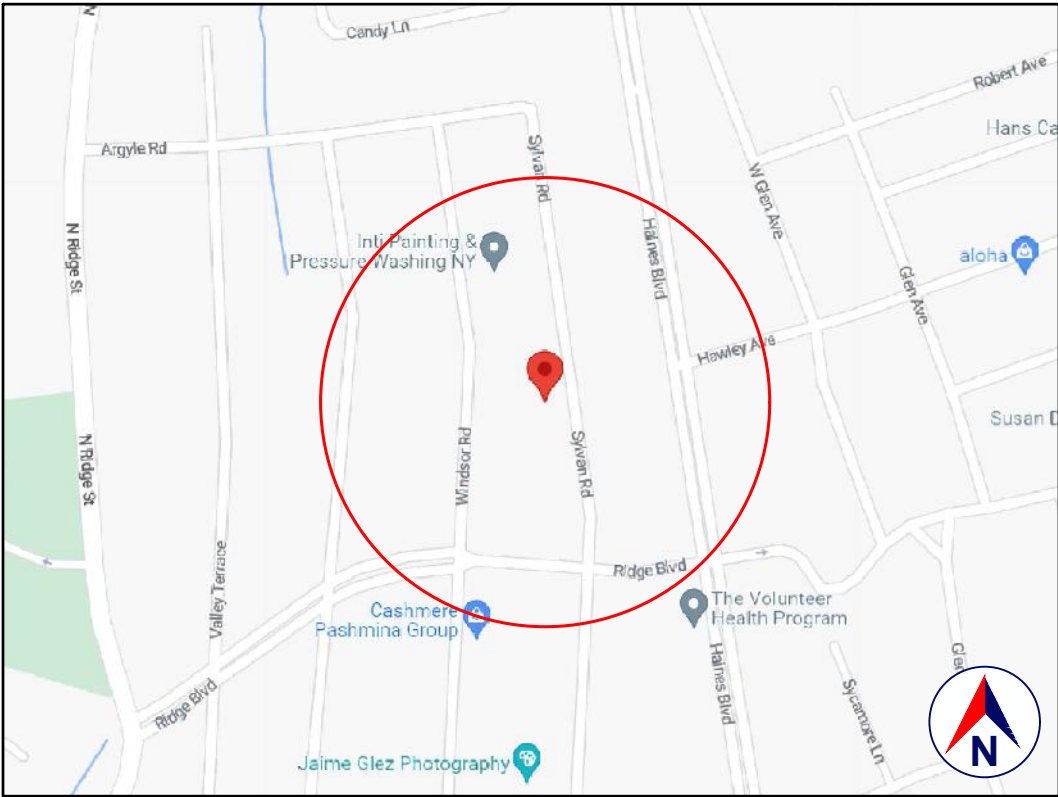 N
Candy Ln
Robert Ave
Hans Ca
Argyle Rd
Sylvan Rd
W Glen Ave
N Ridge St
Haines Blvd
Inti Painting &
Pressure Washing NY
aloha
Glen Ave
Hawley Ave
Susan D
N Ridge St
Windsor Rd
Sylvan Rd
Valley Terrace
Ridge Blvd
Cashmere
Pashmina Group
The Volunteer
Health Program
Ridge Blvd
Haines Blvd
Sycamore Ln
Jaime Glez Photography
N